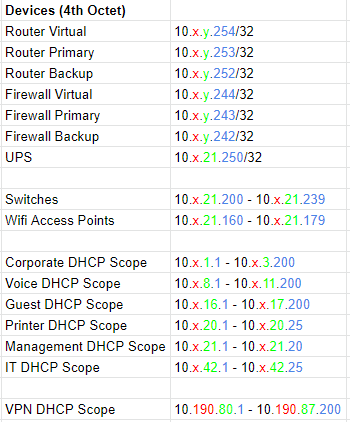 Devices (4th Octet)
Router Virtual 10.x.y.254/32
Router Primary 10.x.y.253/32
Router Backup 10.x.y.252/32
Firewall Virtual 10.x.y.244/32
Firewall Primary 10.x.y.243/32
Firewall Backup 10.x.y.242/32
UPS 10.x.21.250/32
Switches 10.x.21.200 - 10.x.21.239
Wifi Access Points 10.x.21.160 - 10.x.21.179
Corporate DHCP Scope 10.x.1.1 - 10.x.3.200
Voice DHCP Scope 10.x.8.1 - 10.x.11.200
Guest DHCP Scope 10.x.16.1 - 10.x.17.200
Printer DHCP Scope 10.x.20.1 - 10.x.20.25
Management DHCP Scope 10.x.21.1 - 10.x.21.20
IT DHCP Scope 10.x.42.1 - 10.x.42.25
VPN DHCP Scope 10.190.80.1 - 10.190.87.200